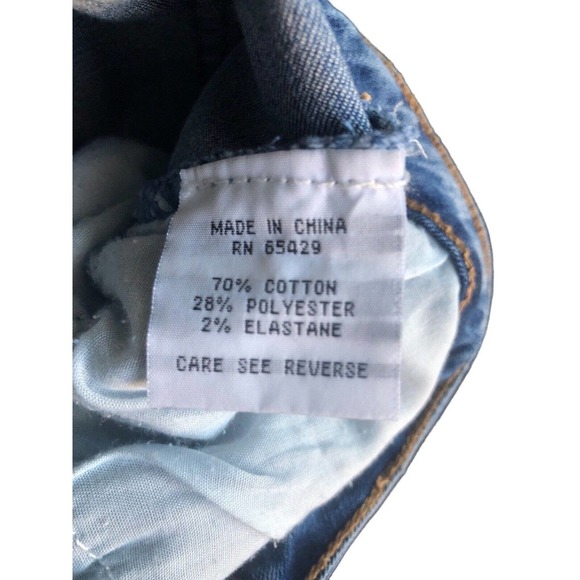 MADE IN CHINA
RN 65429
70% COTTON
28% POLYESTER
2% ELASTANE
CARE SEE REVERSE